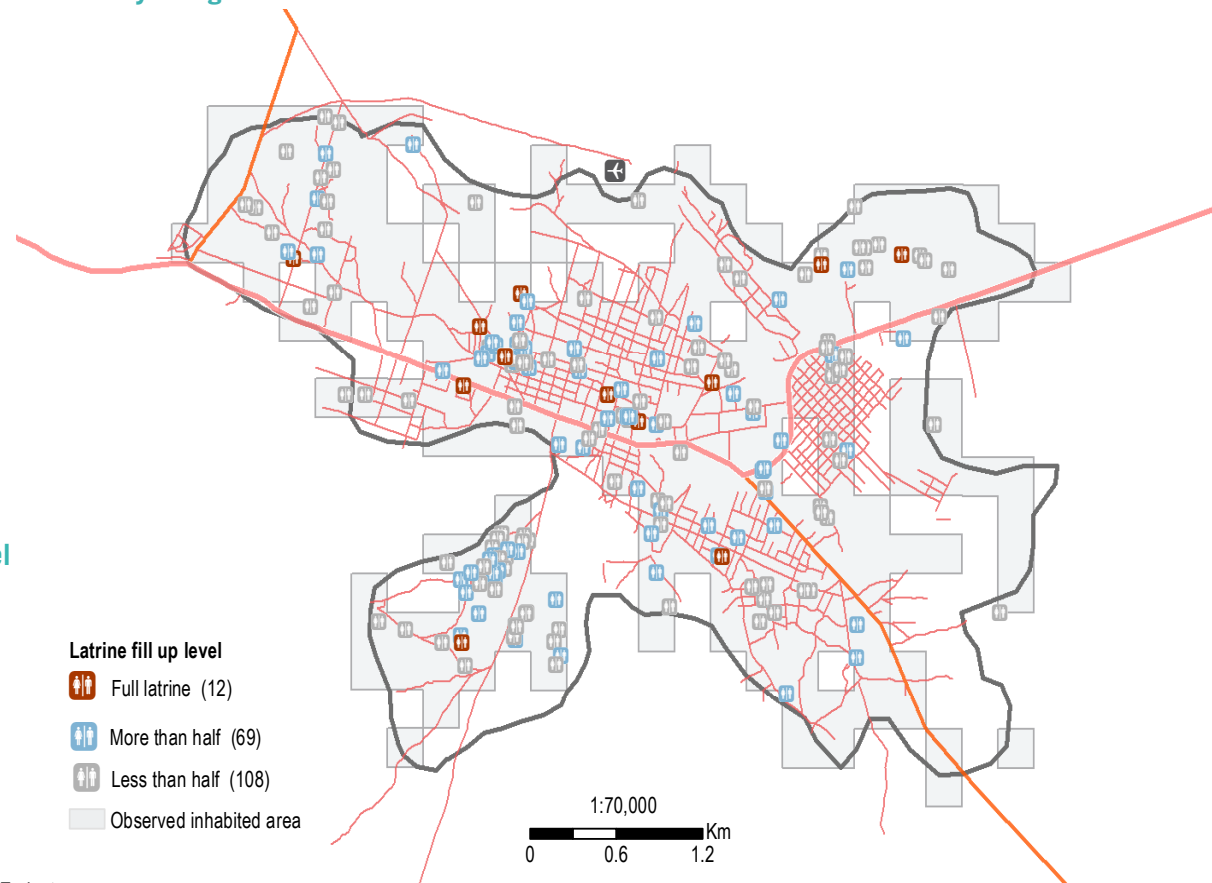 el
Latrine fill up level
Full latrine (12)
More than half (69)
Less than half (108)
Observed inhabited area
1:70,000
Km
0 0.6 1.2